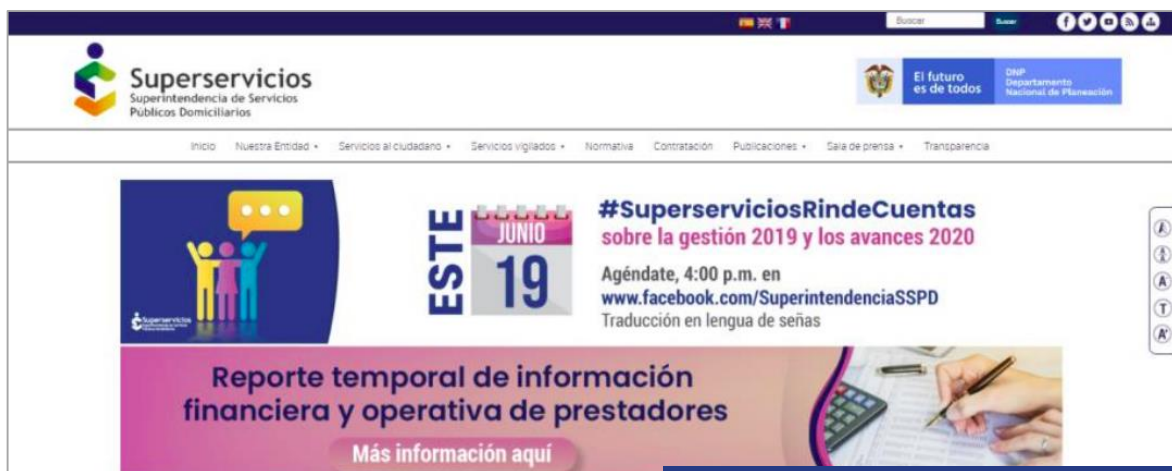 Buscar
Buscar
Superservicios
Superintendencia de Servicios
Públicos Domiciliarios
El futuro
es de todos
DNP
Departamento
Nacional de Planeación
Inicio Nuestra Entidad Servicios al ciudadano Servicios vigilados Normativa Contratación Publicaciones Sala de prensa Transparencia
ESTE
JUNIO
19
#SuperserviciosRindeCuentas
sobre la gestión 2019 y los avances 2020
Agéndate, 4:00 p.m. en
www.facebook.com/SuperintendenciaSSPD
Traducción en lengua de señas
Superservicios
Reporte temporal de información
financiera y operativa de prestadores
Más información aquí